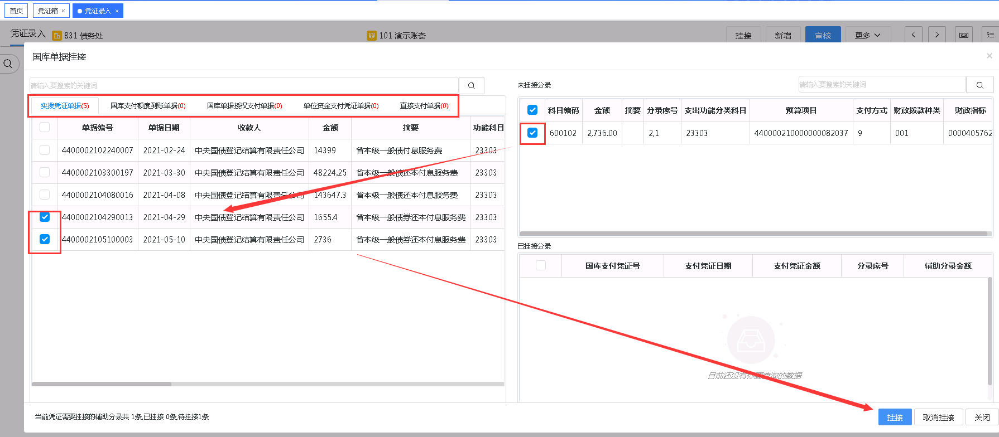 首页 凭证箱 × 凭证录入 ×
凭证录入 831 债务处 101 演示账套 挂接 新增 审核 更多
国库单据挂接 ×
请输入要搜索的关键词
实拨凭证单据(5) 国库支付额度到账单据(0) 国库单据授权支付单据(0) 单位资金支付凭证单据(0) 直接支付单据(0)
单据编号 单据日期 收款人 金额 摘要 功能科目
4400002102240007 2021-02-24 中央国债登记结算有限责任公司 14399 省本级一般债付息服务费 23303
4400002103300197 2021-03-30 中央国债登记结算有限责任公司 48224.25 省本级一般债还本付息服务费 23303
4400002104080016 2021-04-08 中央国债登记结算有限责任公司 143647.3 省本级一般债还本付息服务费 23303
4400002104290013 2021-04-29 中央国债登记结算有限责任公司 1655.4 省本级一般债券还本付息服务费 23303
4400002105100003 2021-05-10 中央国债登记结算有限责任公司 2736 省本级一般债券还本付息服务费 23303
未挂接分录 请输入要搜索的关键词
科目编码 金额 摘要 分录序号 支出功能分类科目 预算项目 支付方式 财政拨款种类 财政指标
600102 2,736.00 2,1 23303 440000210000000082037 9 001 0000405762
已挂接分录
国库支付凭证号 支付凭证日期 支付凭证金额 分录序号 辅助分录金额
目前还没有你要查询的数据
当前凭证需要挂接的辅助分录共 1条,已挂接 0条,待挂接1条 挂接 取消挂接 关闭